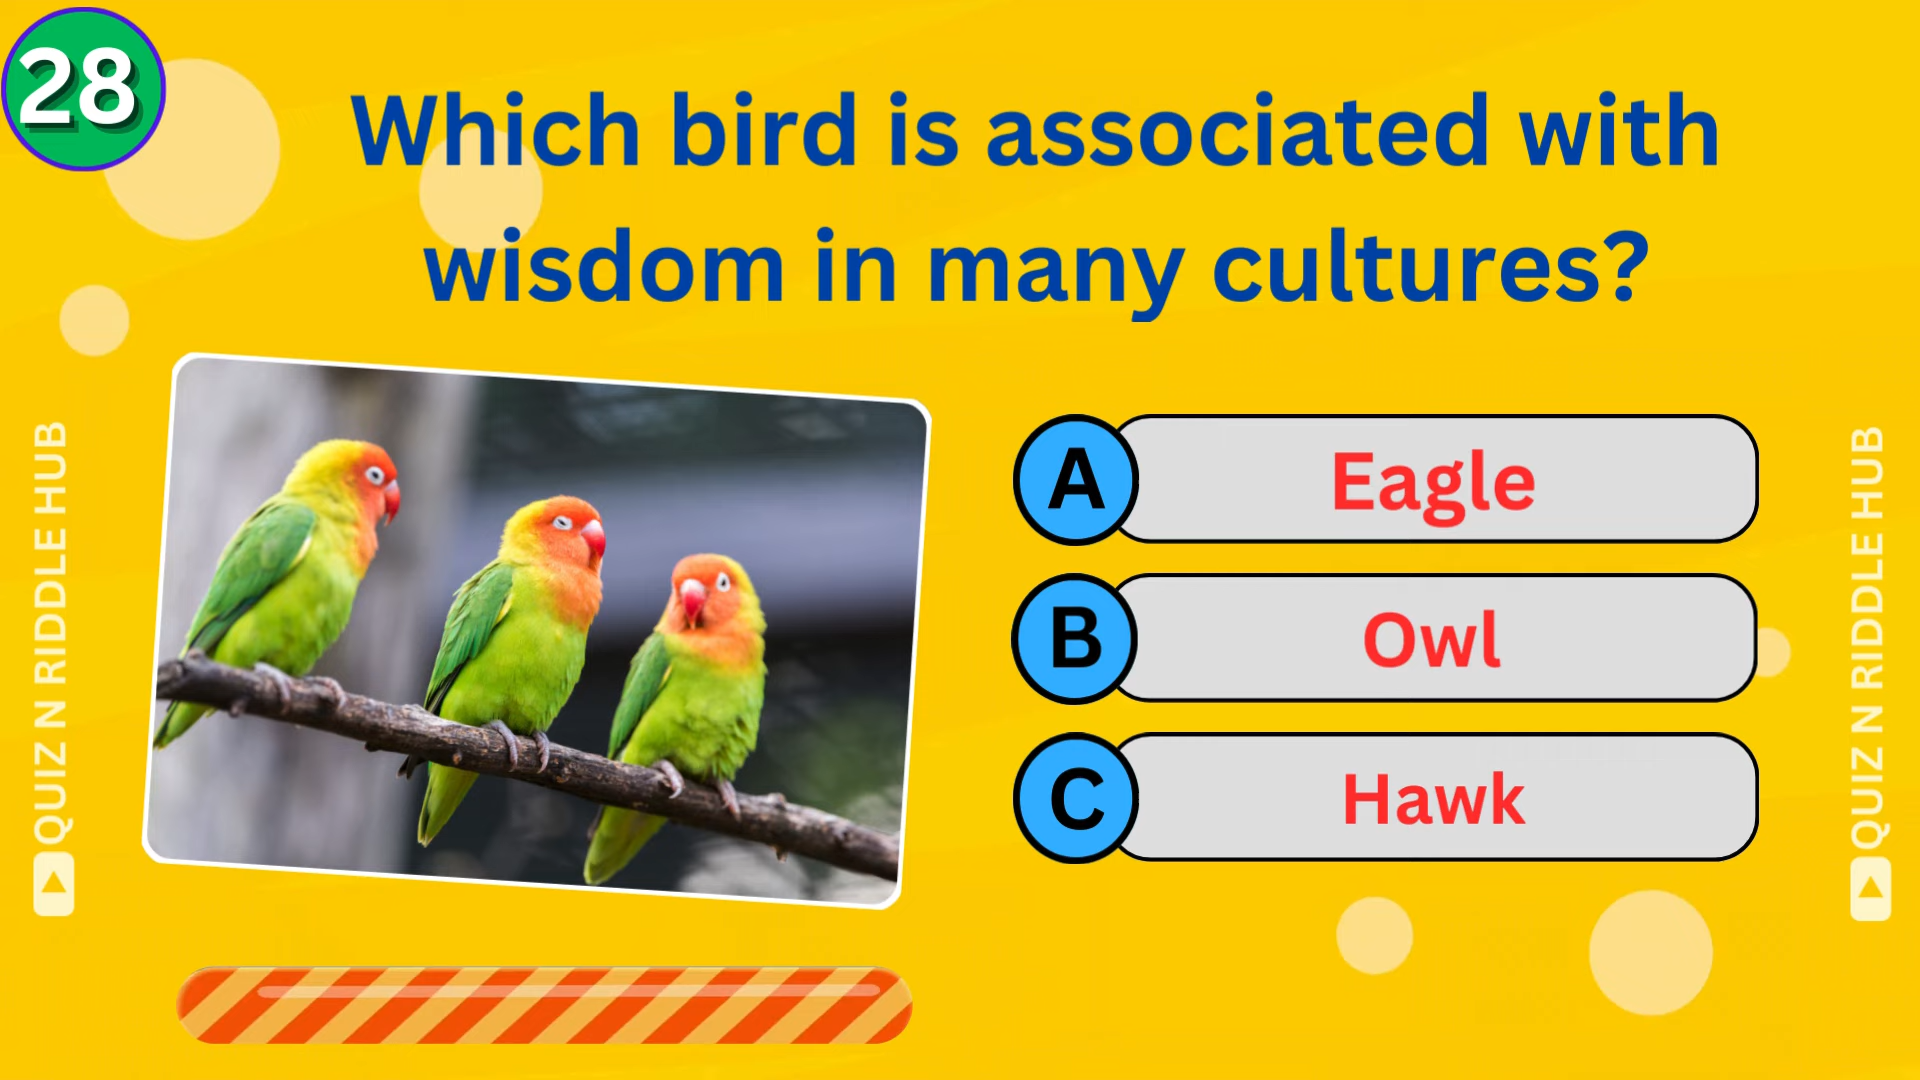 28
Which bird is associated with
wisdom in many cultures?
QUIZ N RIDDLE HUB
A Eagle
B Owl
C Hawk
QUIZ N RIDDLE HUB